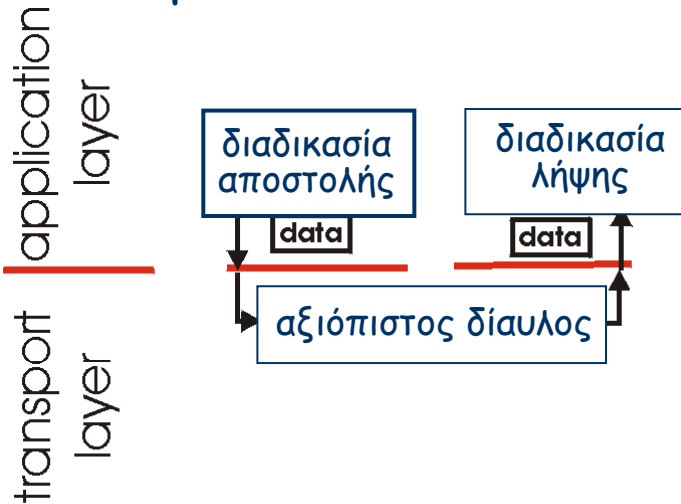 application
layer
διαδικασία
αποστολής
διαδικασία
λήψης
data
data
αξιόπιστος δίαυλος
transport
layer